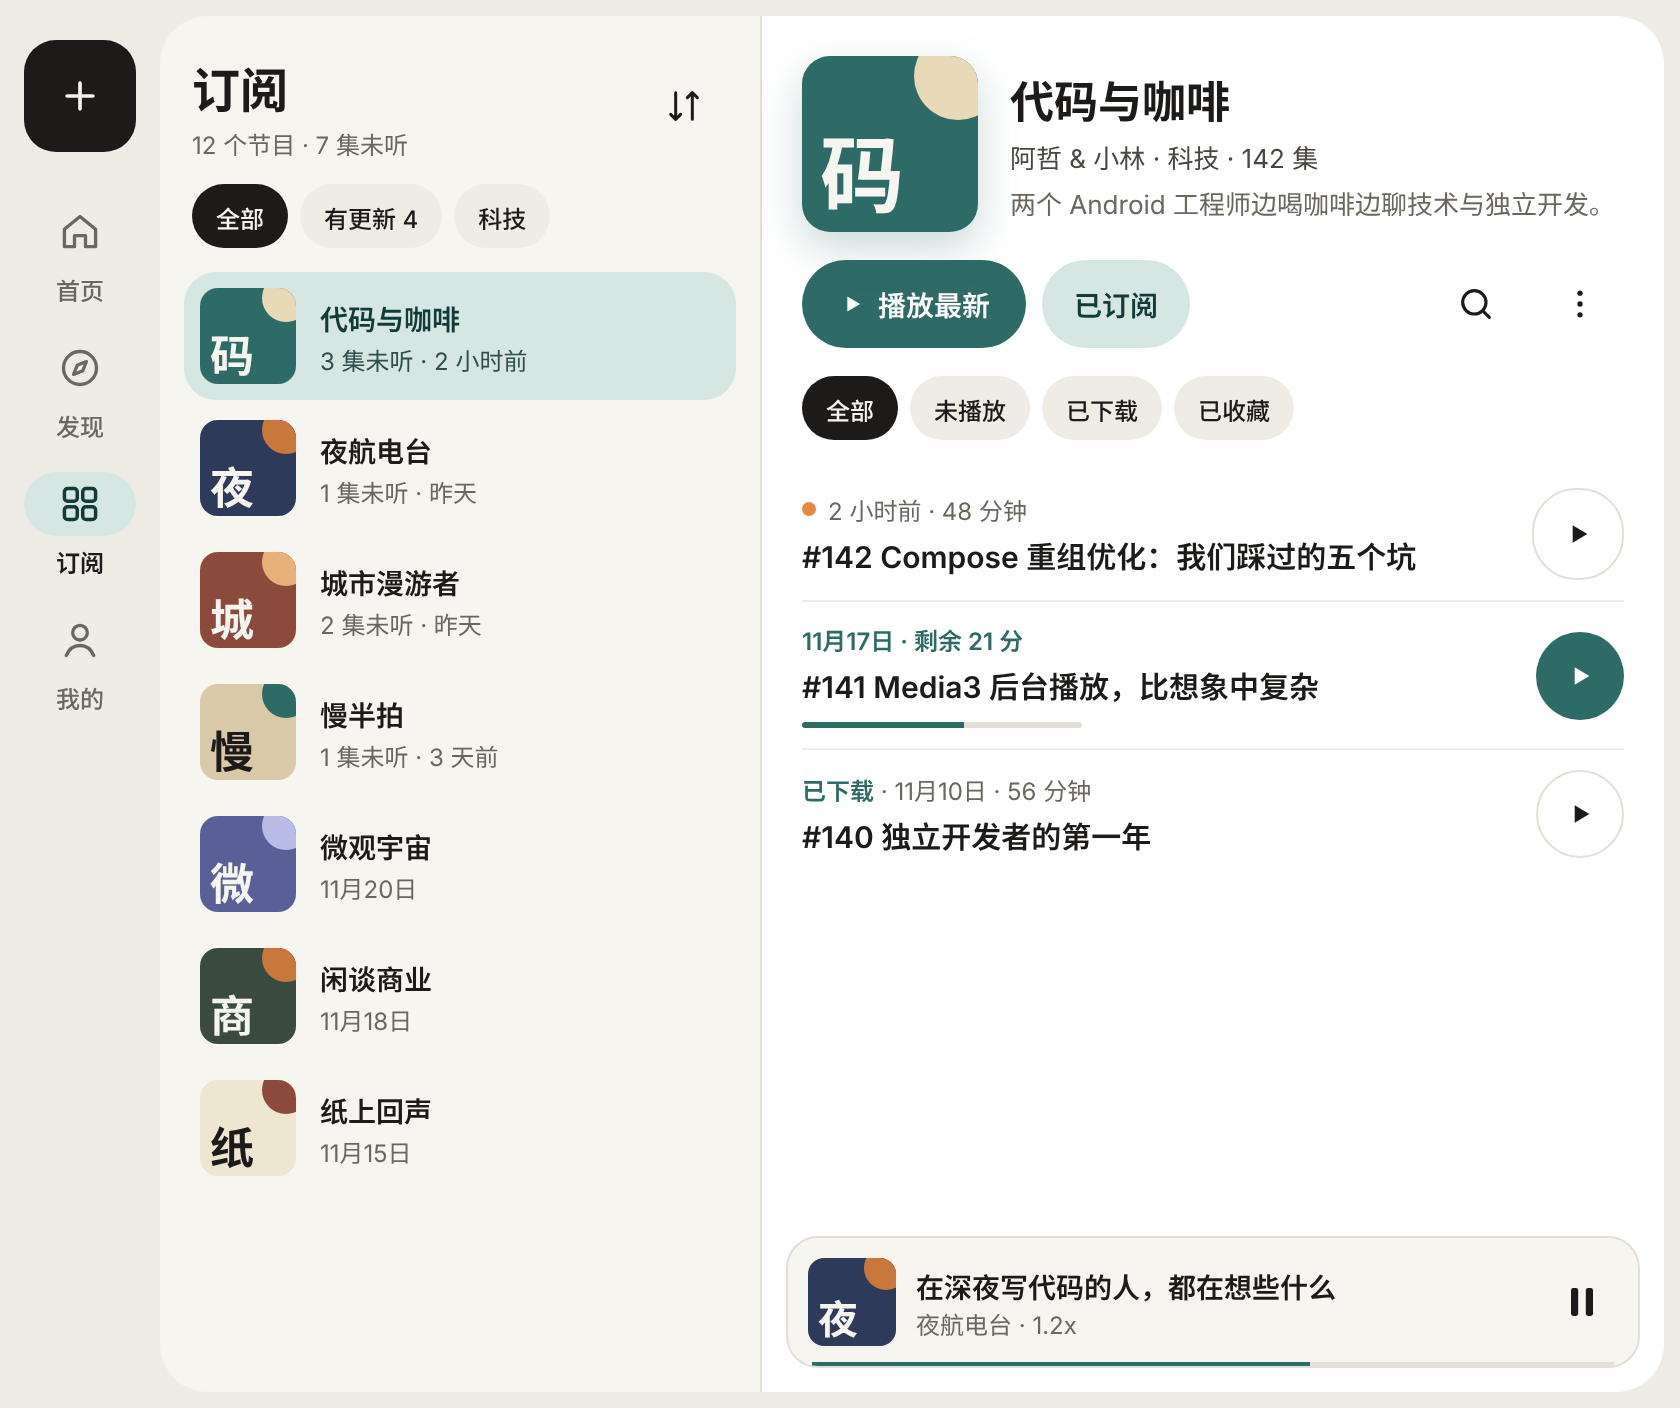 首页
发现
订阅
我的
订阅
12 个节目 · 7 集未听
全部
有更新 4
科技
码
代码与咖啡
3 集未听 · 2 小时前
夜
夜航电台
1 集未听 · 昨天
城
城市漫游者
2 集未听 · 昨天
慢
慢半拍
1 集未听 · 3 天前
微
微观宇宙
11月20日
商
闲谈商业
11月18日
纸
纸上回声
11月15日
码
代码与咖啡
阿哲 & 小林 · 科技 · 142 集
两个 Android 工程师边喝咖啡边聊技术与独立开发。
播放最新
已订阅
全部
未播放
已下载
已收藏
2 小时前 · 48 分钟
#142 Compose 重组优化：我们踩过的五个坑
11月17日 · 剩余 21 分
#141 Media3 后台播放，比想象中复杂
已下载 · 11月10日 · 56 分钟
#140 独立开发者的第一年
夜
在深夜写代码的人，都在想些什么
夜航电台 · 1.2x